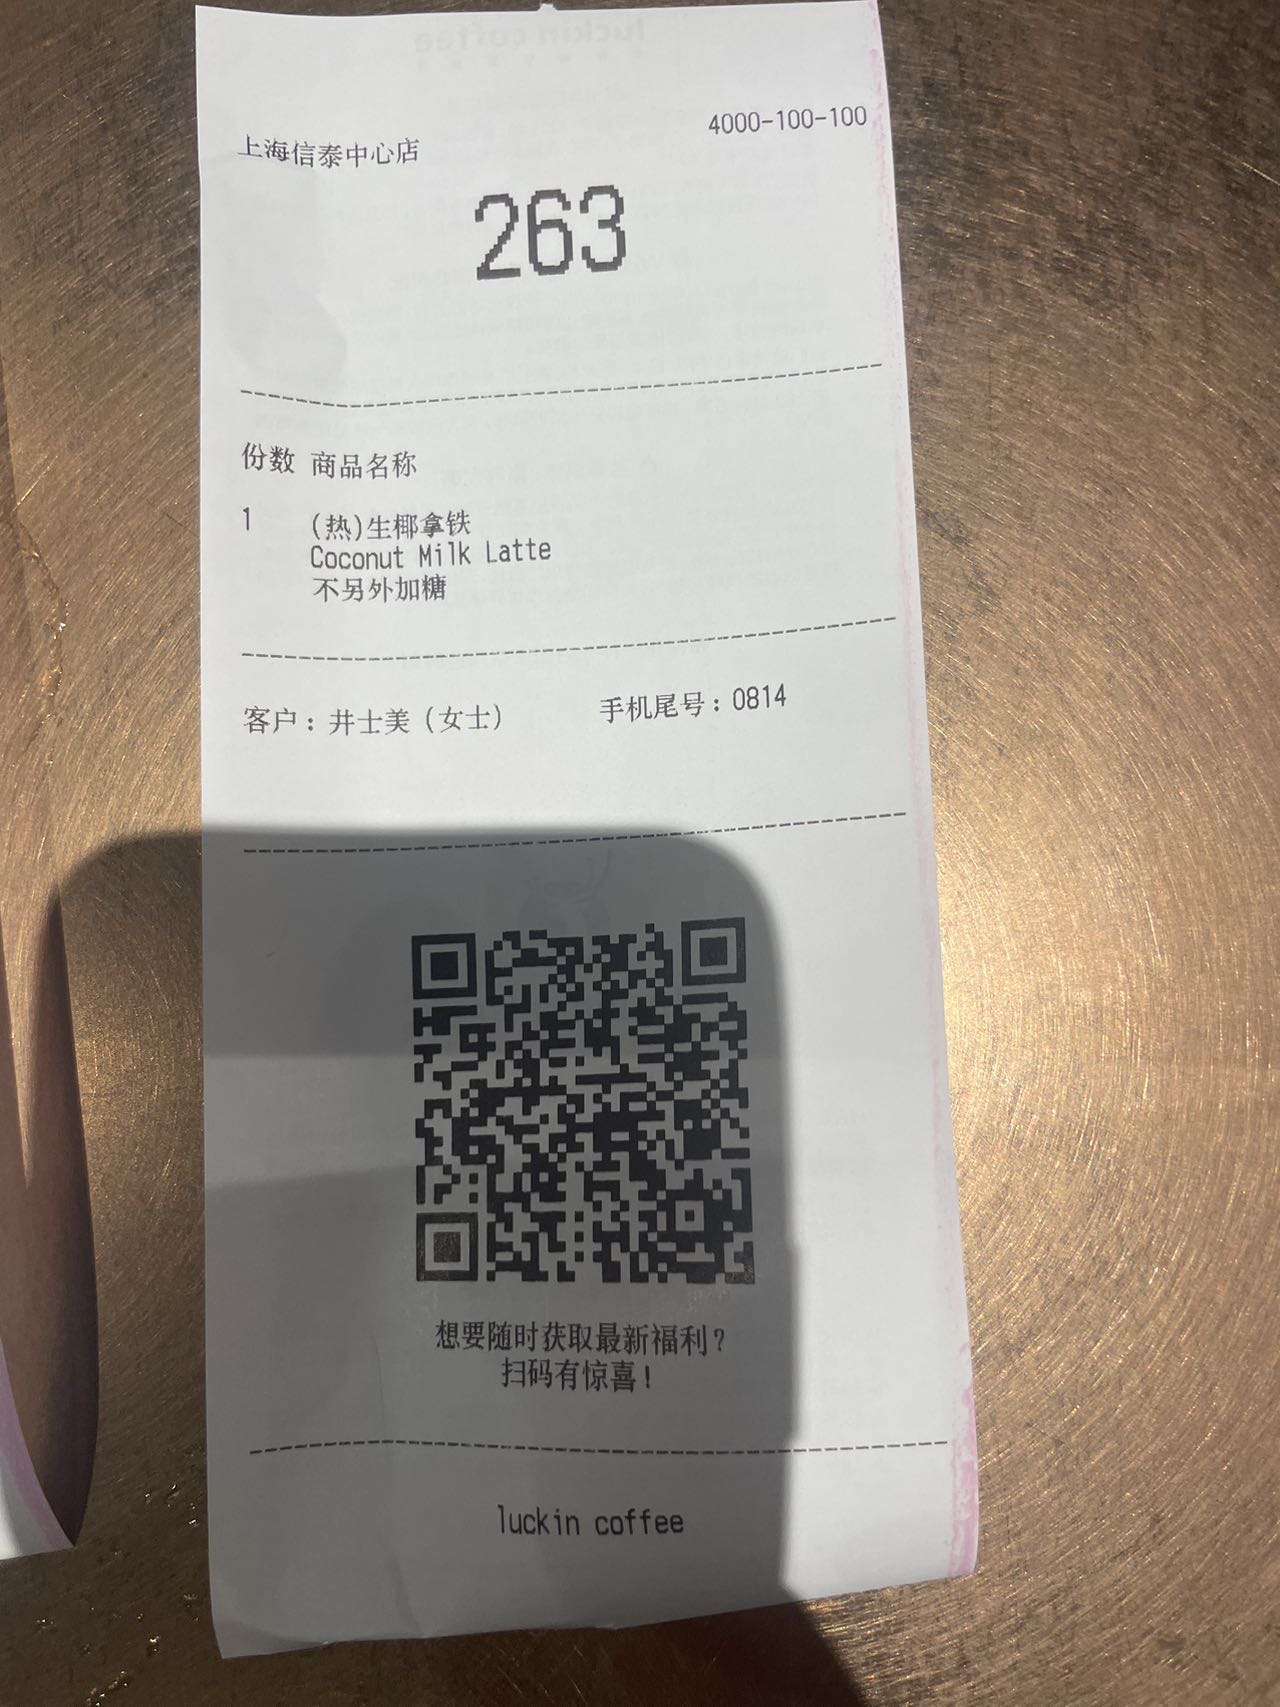 上海信泰中心店 4000-100-100
263
份数 商品名称
1 (热)生椰拿铁
Coconut Milk Latte
不另外加糖
客户：井士美（女士） 手机尾号：0814
想要随时获取最新福利？
扫码有惊喜！
luckin coffee